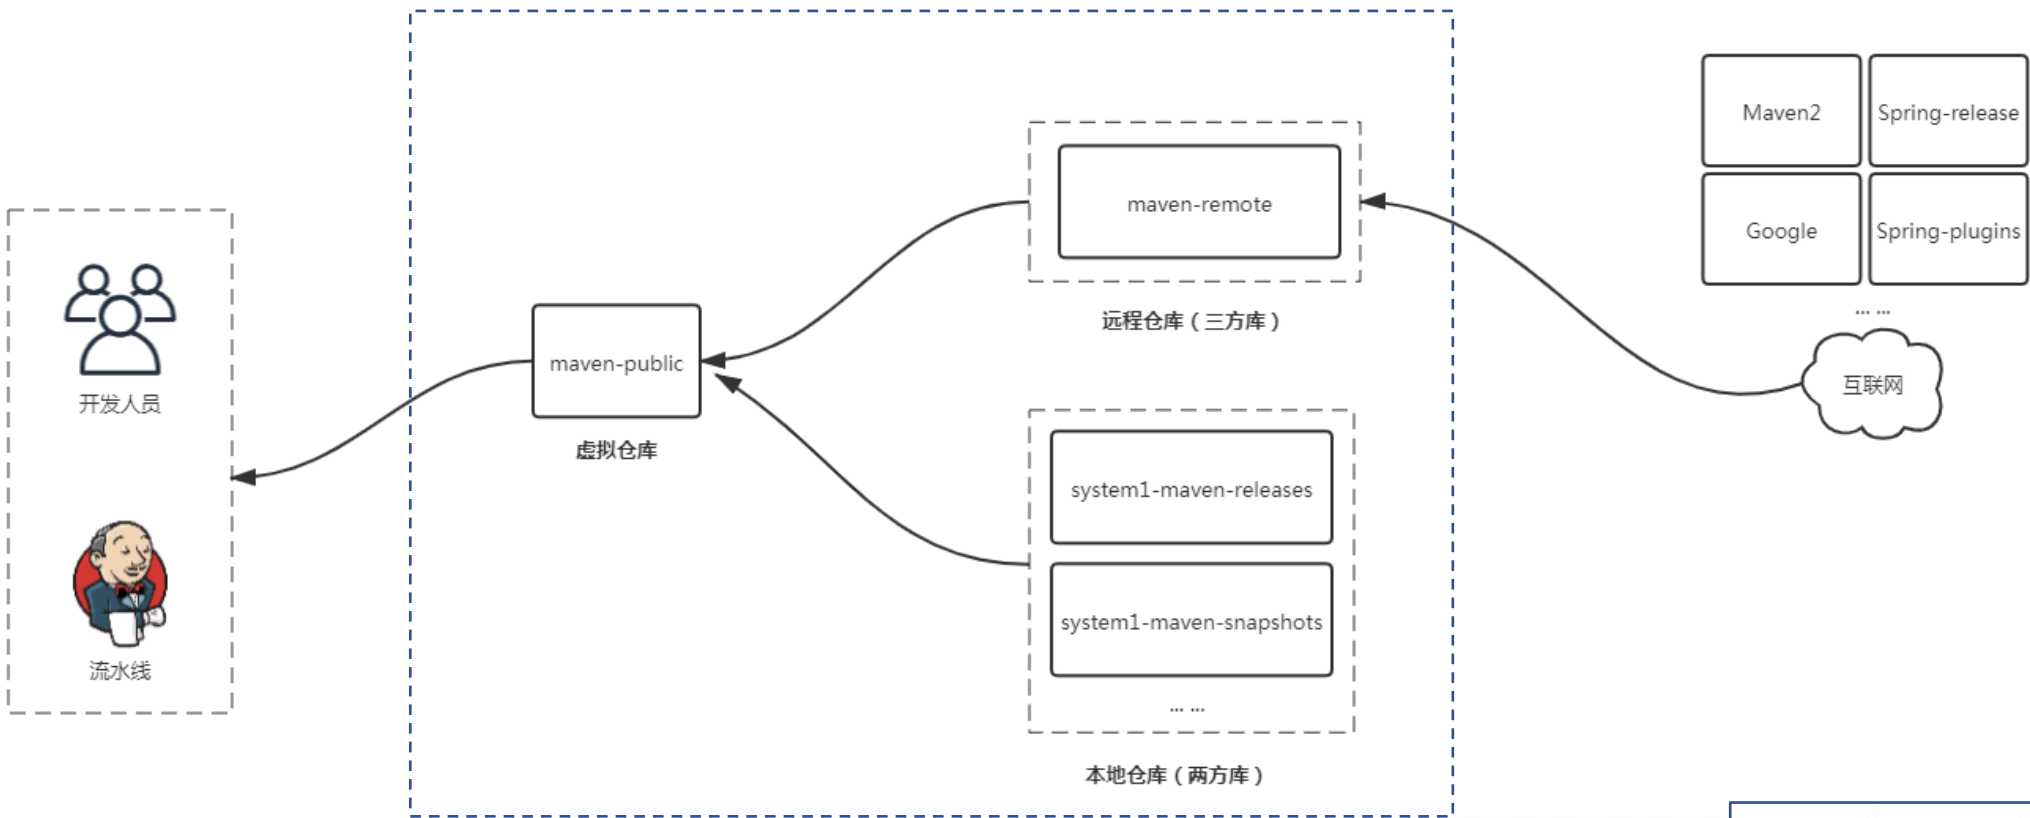 开发人员
流水线
maven-public
虚拟仓库
maven-remote
远程仓库（三方库）
system1-maven-releases
system1-maven-snapshots
... ...
本地仓库（两方库）
Maven2
Spring-release
Google
Spring-plugins
... ...
互联网